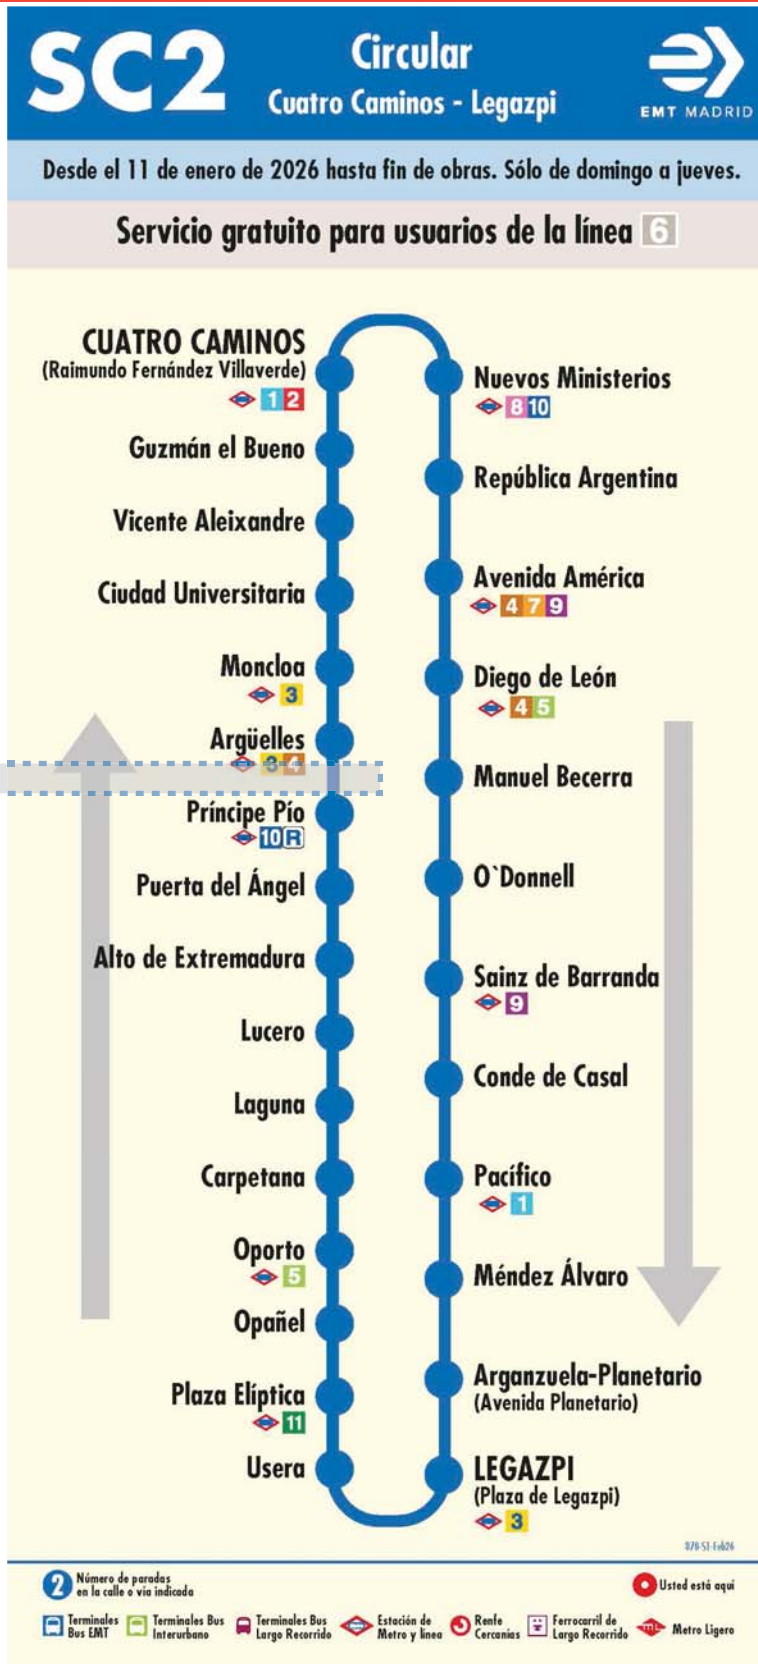 SC2
Circular
Cuatro Caminos - Legazpi
EMT MADRID
Desde el 11 de enero de 2026 hasta fin de obras. Sólo de domingo a jueves.
Servicio gratuito para usuarios de la línea 6
CUATRO CAMINOS
(Raimundo Fernández Villaverde)
1 2
Guzmán el Bueno
Vicente Aleixandre
Ciudad Universitaria
Moncloa
3
Argüelles
3 4
Príncipe Pío
10 R
Puerta del Ángel
Alto de Extremadura
Lucero
Laguna
Carpetana
Oporto
5
Opañel
Plaza Elíptica
11
Usera
Nuevos Ministerios
8 10
República Argentina
Avenida América
4 7 9
Diego de León
4 5
Manuel Becerra
O`Donnell
Sainz de Barranda
9
Conde de Casal
Pacífico
1
Méndez Álvaro
Arganzuela-Planetario
(Avenida Planetario)
LEGAZPI
(Plaza de Legazpi)
3
2
Número de paradas
en la calle o vía indicada
Usted está aquí
Terminales
Bus EMT
Terminales Bus
Interurbano
Terminales Bus
Largo Recorrido
Estación de
Metro y línea
Renfe
Cercanías
Ferrocarril de
Largo Recorrido
ML
Metro Ligero